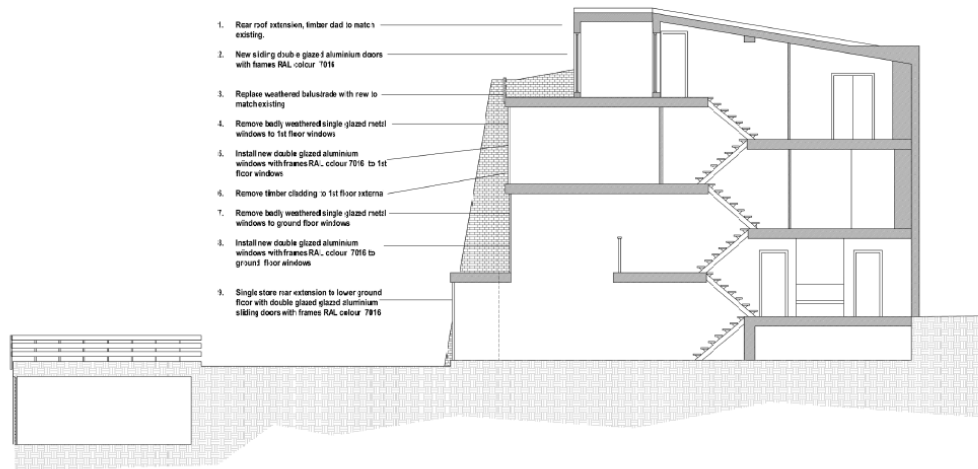 1. Rear roof extension, timber clad to match
existing.
2. New sliding double glazed aluminium doors
with frames RAL colour 7016
3. Replace weathered balustrade with new to
match existing
4. Remove badly weathered single glazed metal
windows to 1st floor windows
5. Install new double glazed aluminium
windows with frames RAL colour 7016 to 1st
floor windows
6. Remove timber cladding to 1st floor externa
7. Remove badly weathered single glazed metal
windows to ground floor windows
8. Install new double glazed aluminium
windows with frames RAL colour 7016 to
ground floor windows
9. Single store rear extension to lower ground
floor with double glazed glazed aluminium
sliding doors with frames RAL colour 7016